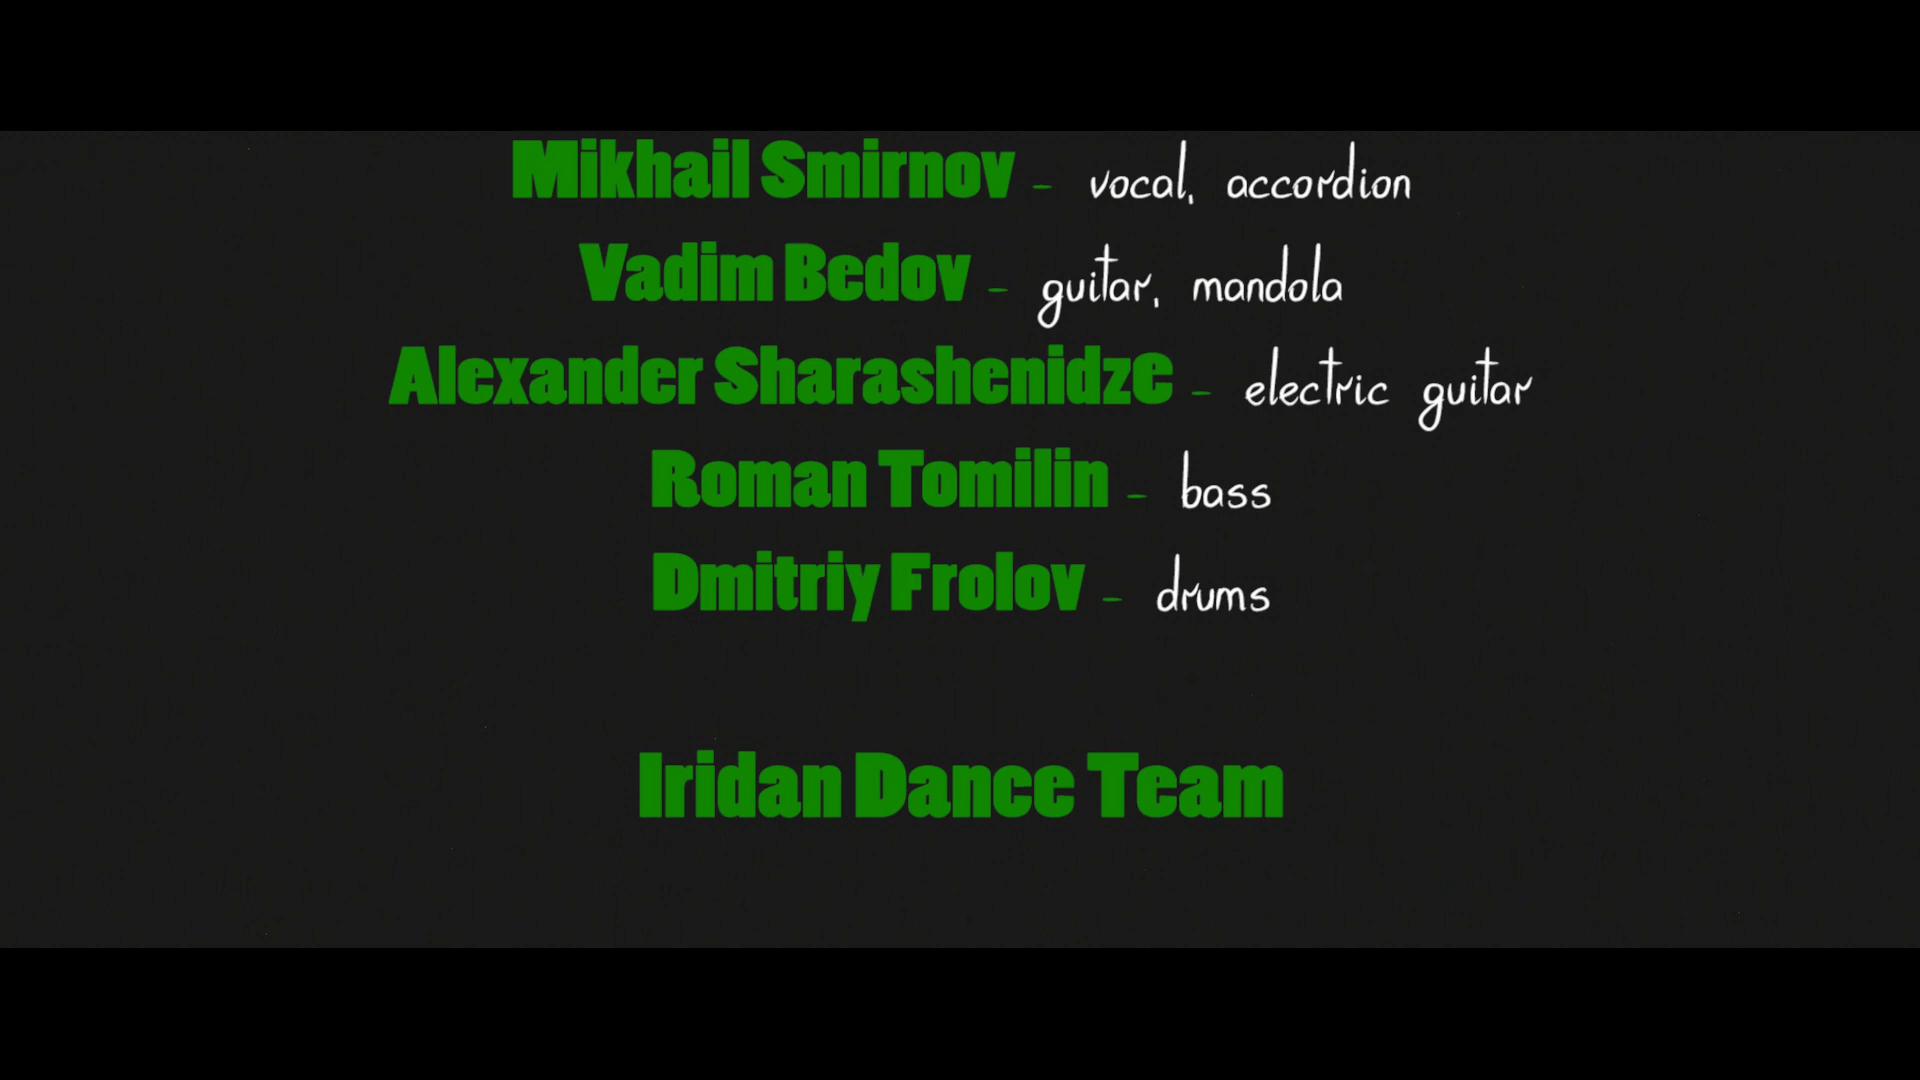 Mikhail Smirnov - vocal, accordion
Vadim Bedov - guitar, mandola
Alexander Sharashenidze - electric guitar
Roman Tomilin - bass
Dmitriy Frolov - drums
Iridan Dance Team